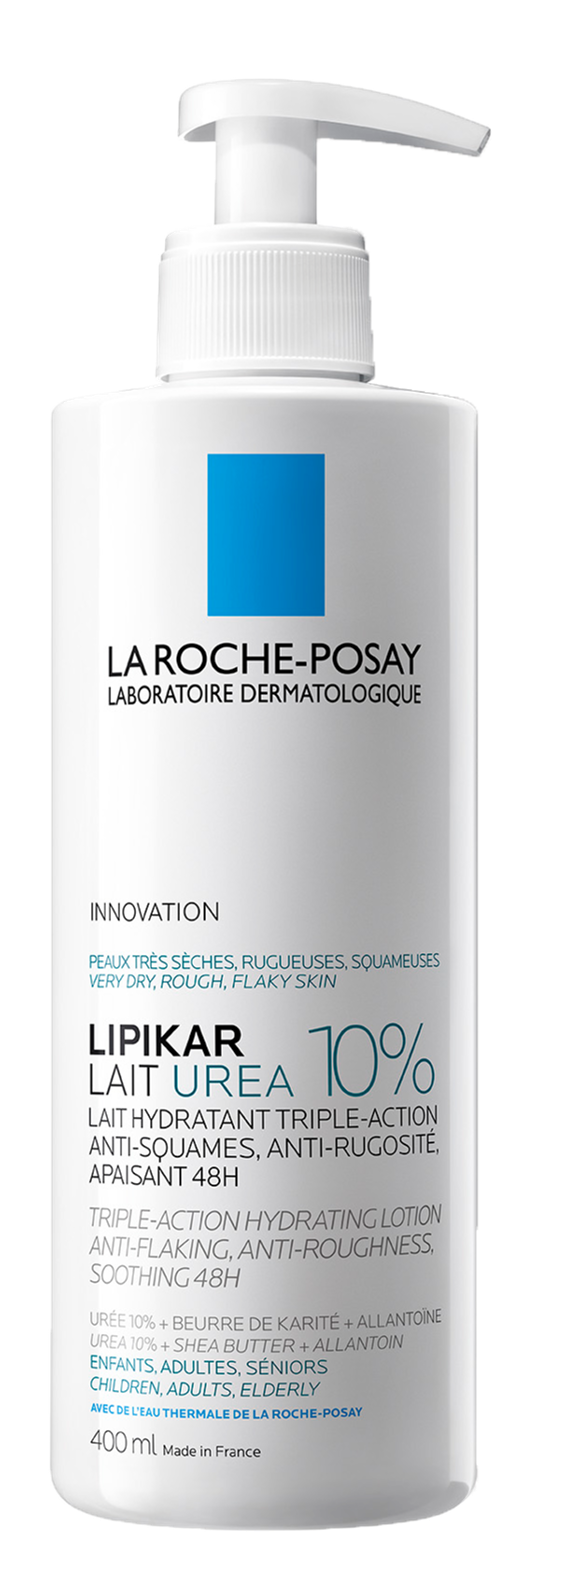 LA ROCHE-POSAY
LABORATOIRE DERMATOLOGIQUE
INNOVATION
PEAUX TRÈS SÈCHES, RUGUEUSES, SQUAMEUSES
VERY DRY, ROUGH, FLAKY SKIN
LIPIKAR
LAIT UREA 10%
LAIT HYDRATANT TRIPLE-ACTION
ANTI-SQUAMES, ANTI-RUGOSITÉ,
APAISANT 48H
TRIPLE-ACTION HYDRATING LOTION
ANTI-FLAKING, ANTI-ROUGHNESS,
SOOTHING 48H
URÉE 10% + BEURRE DE KARITÉ + ALLANTOÏNE
UREA 10% + SHEA BUTTER + ALLANTOIN
ENFANTS, ADULTES, SÉNIORS
CHILDREN, ADULTS, ELDERLY
AVEC DE L'EAU THERMALE DE LA ROCHE-POSAY
400 ml Made in France